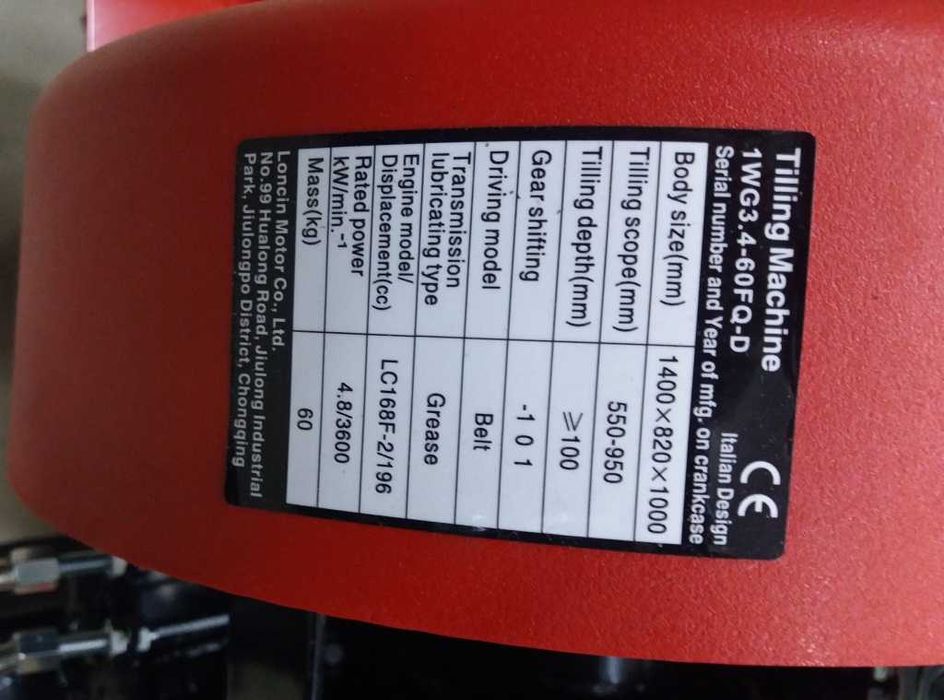 Tilling Machine
1WG3.4-60FQ-D
CE
Italian Design
Serial number and Year of mfg. on crankcase
Body size(mm) 1400×820×1000
Tilling scope(mm) 550-950
Tilling depth(mm) ≥100
Gear shifting -1 0 1
Driving model Belt
Transmission
lubricating type Grease
Engine model/
Displacement(cc) LC168F-2/196
Rated power
kW/min.⁻¹ 4.8/3600
Mass(kg) 60
Loncin Motor Co., Ltd.
No.99 Hualong Road, Jiulong Industrial
Park, Jiulongpo District, Chongqing